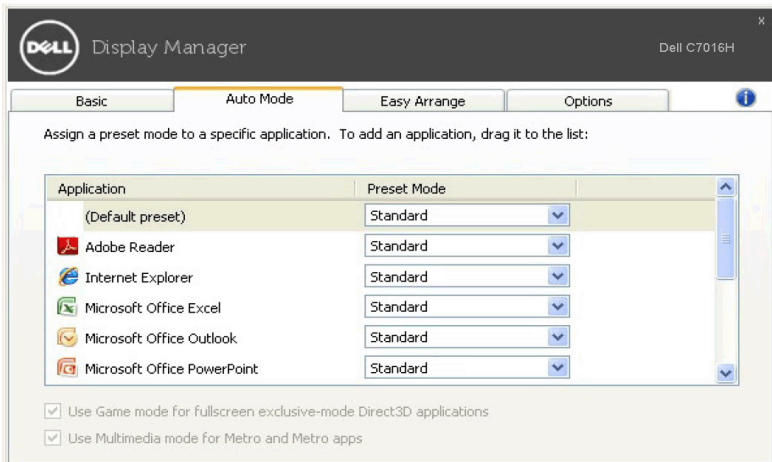 x
DELL Display Manager Dell C7016H
Basic Auto Mode Easy Arrange Options i
Assign a preset mode to a specific application. To add an application, drag it to the list:
Application Preset Mode
(Default preset) Standard
Adobe Reader Standard
Internet Explorer Standard
Microsoft Office Excel Standard
Microsoft Office Outlook Standard
Microsoft Office PowerPoint Standard
Use Game mode for fullscreen exclusive-mode Direct3D applications
Use Multimedia mode for Metro and Metro apps